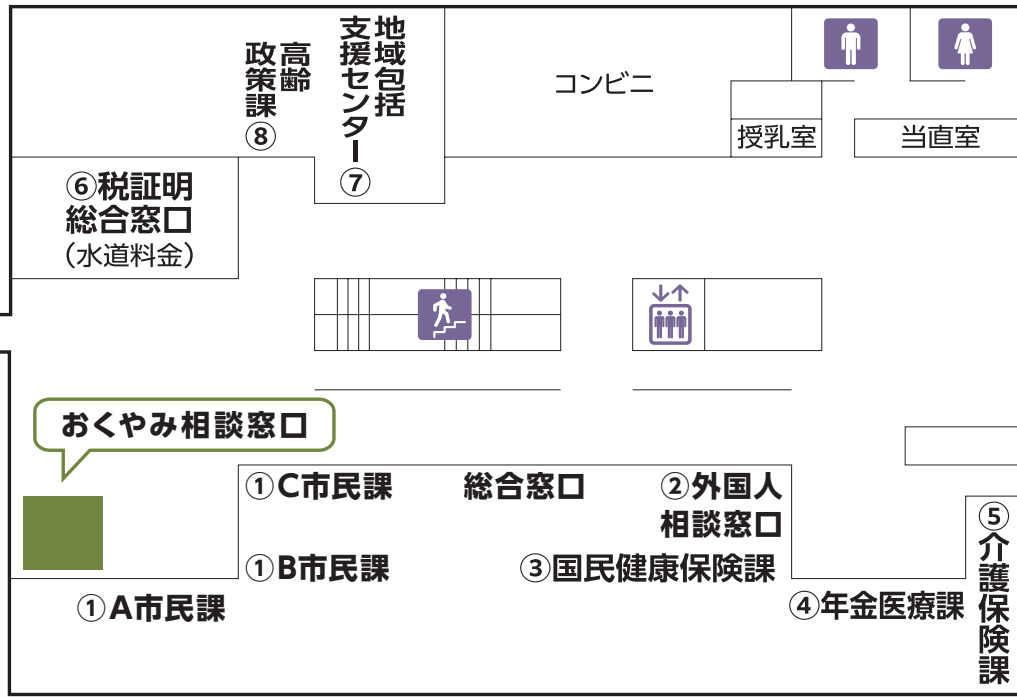 高齢
政策課⑧
地域包括
支援センター⑦
コンビニ
授乳室
当直室
⑥税証明
総合窓口
(水道料金)
おくやみ相談窓口
①C市民課
総合窓口
②外国人
相談窓口
①B市民課
③国民健康保険課
①A市民課
④年金医療課
⑤介護保険課